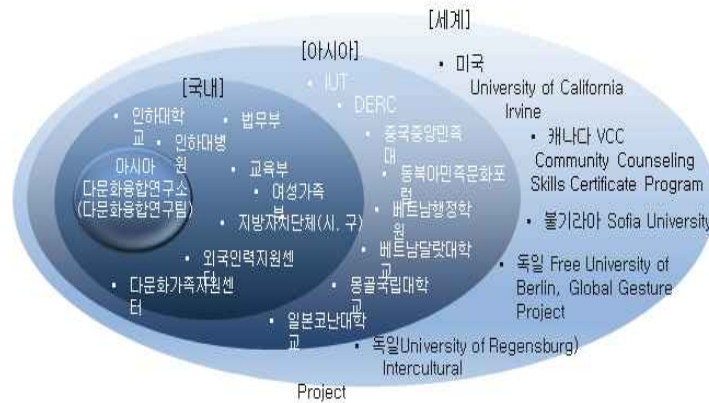 [세계]
[아시아]
[국내]
• 미국
University of California
Irvine
• 캐나다 VCC
Community Counseling
Skills Certificate Program
• 불기라아 Sofia University
• 독일 Free University of
Berlin, Global Gesture
Project
• 독일University of Regensburg)
Intercultural
Project
• IUT
• DERC
• 중국중앙민족
대
• 동북아민족문화포
럼
• 베트남행정학
원
• 베트남달랏대학
교
• 몽골국립대학
교
• 일본코난대학
교
• 인하대학
교
• 인하대병
원
• 법무부
• 교육부
• 여성가족
부
• 지방자치단체(시, 구)
• 외국인력지원센
터
• 다문화가족지원센
터
아시아
다문화융합연구소
(다문화융합연구팀)